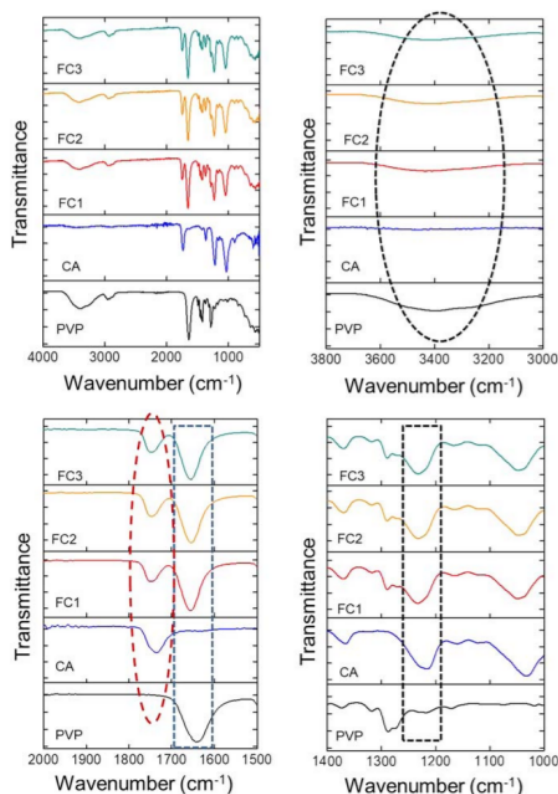 Transmittance
FC3
FC2
FC1
CA
PVP
4000 3000 2000 1000
Wavenumber (cm-1)
Transmittance
FC3
FC2
FC1
CA
PVP
3800 3600 3400 3200 3000
Wavenumber (cm-1)
Transmittance
FC3
FC2
FC1
CA
PVP
2000 1900 1800 1700 1600 1500
Wavenumber (cm-1)
Transmittance
FC3
FC2
FC1
CA
PVP
1400 1300 1200 1100 1000
Wavenumber (cm-1)